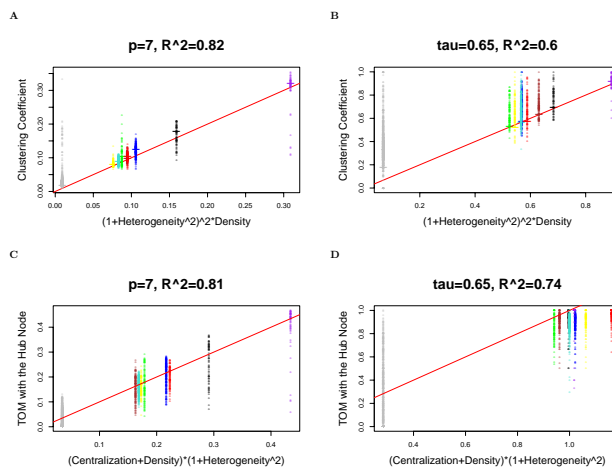 A
p=7, R^2=0.82
Clustering Coefficient
0.00 0.10 0.20 0.30
0.00 0.05 0.10 0.15 0.20 0.25 0.30
(1+Heterogeneity^2)^2*Density
B
tau=0.65, R^2=0.6
Clustering Coefficient
0.0 0.2 0.4 0.6 0.8 1.0
0.2 0.4 0.6 0.8
(1+Heterogeneity^2)^2*Density
C
p=7, R^2=0.81
TOM with the Hub Node
0.0 0.1 0.2 0.3 0.4
0.1 0.2 0.3 0.4
(Centralization+Density)*(1+Heterogeneity^2)
D
tau=0.65, R^2=0.74
TOM with the Hub Node
0.0 0.2 0.4 0.6 0.8 1.0
0.4 0.6 0.8 1.0
(Centralization+Density)*(1+Heterogeneity^2)